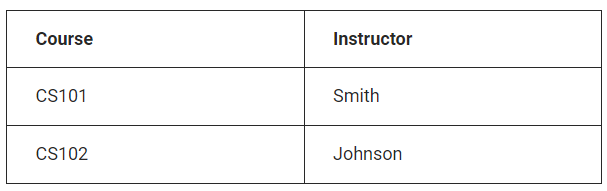 Course Instructor
CS101 Smith
CS102 Johnson